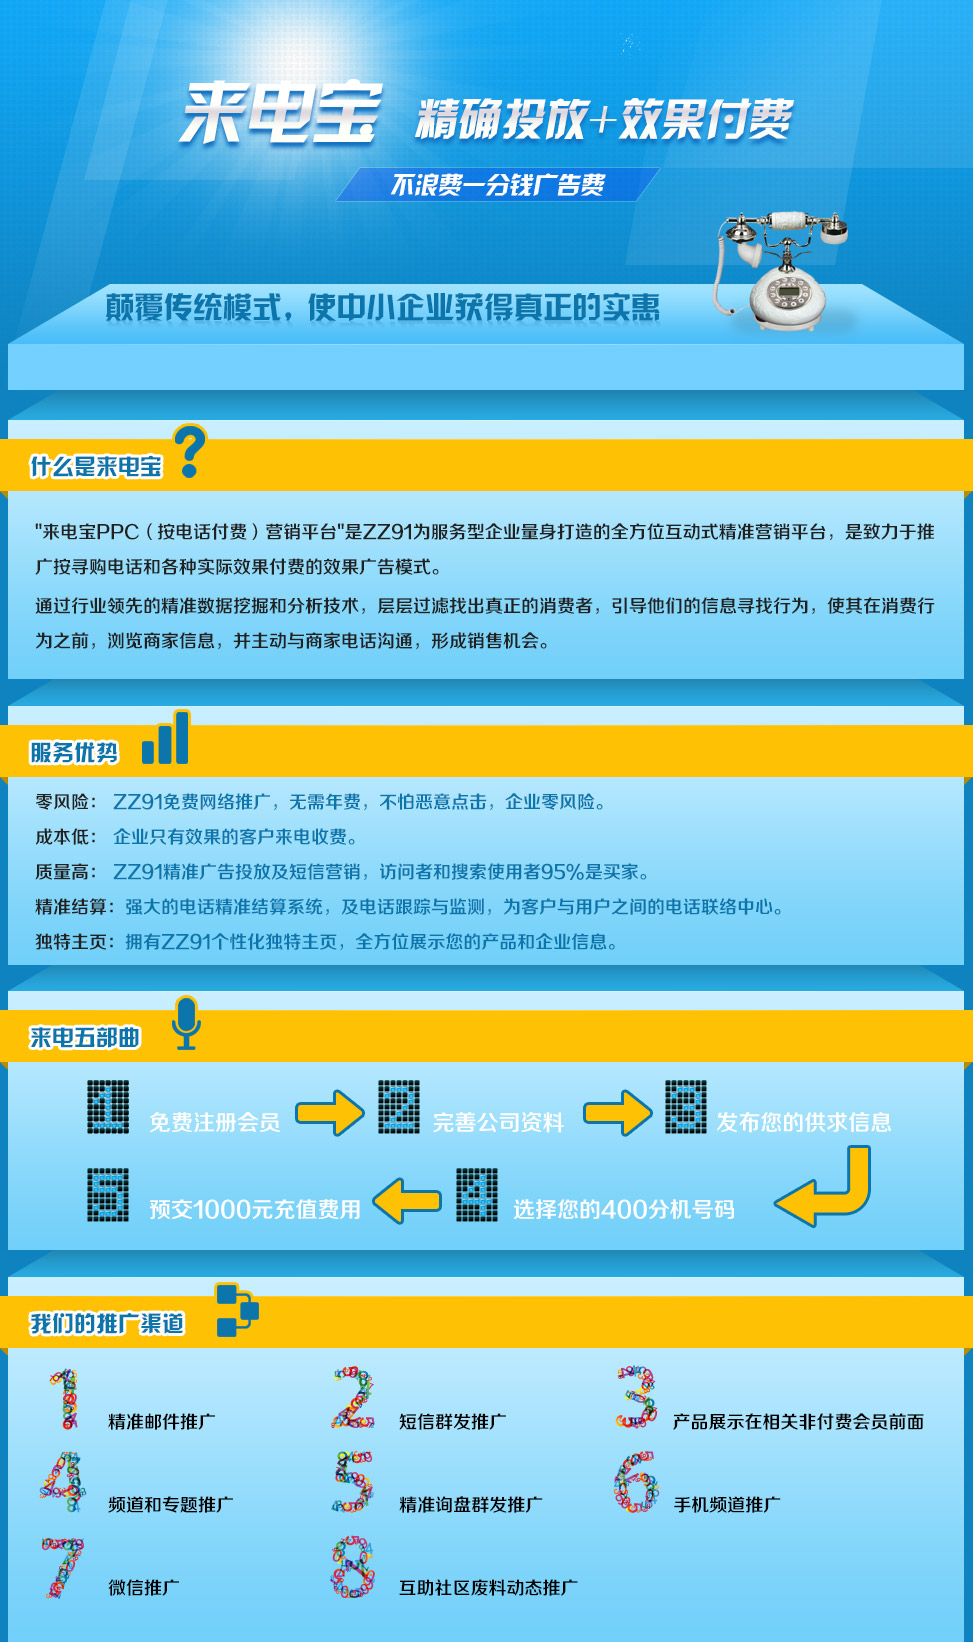 来电宝 精确投放+效果付费
不浪费一分钱广告费
颠覆传统模式，使中小企业获得真正的实惠
什么是来电宝?
"来电宝PPC（按电话付费）营销平台"是ZZ91为服务型企业量身打造的全方位互动式精准营销平台，是致力于推
广按寻购电话和各种实际效果付费的效果广告模式。
通过行业领先的精准数据挖掘和分析技术，层层过滤找出真正的消费者，引导他们的信息寻找行为，使其在消费行
为之前，浏览商家信息，并主动与商家电话沟通，形成销售机会。
服务优势
零风险： ZZ91免费网络推广，无需年费，不怕恶意点击，企业零风险。
成本低： 企业只有效果的客户来电收费。
质量高： ZZ91精准广告投放及短信营销，访问者和搜索使用者95%是买家。
精准结算：强大的电话精准结算系统，及电话跟踪与监测，为客户与用户之间的电话联络中心。
独特主页：拥有ZZ91个性化独特主页，全方位展示您的产品和企业信息。
来电五部曲
1 免费注册会员 2 完善公司资料 3 发布您的供求信息
5 预交1000元充值费用 4 选择您的400分机号码
我们的推广渠道
1 精准邮件推广 2 短信群发推广 3 产品展示在相关非付费会员前面
4 频道和专题推广 5 精准询盘群发推广 6 手机频道推广
7 微信推广 8 互助社区废料动态推广